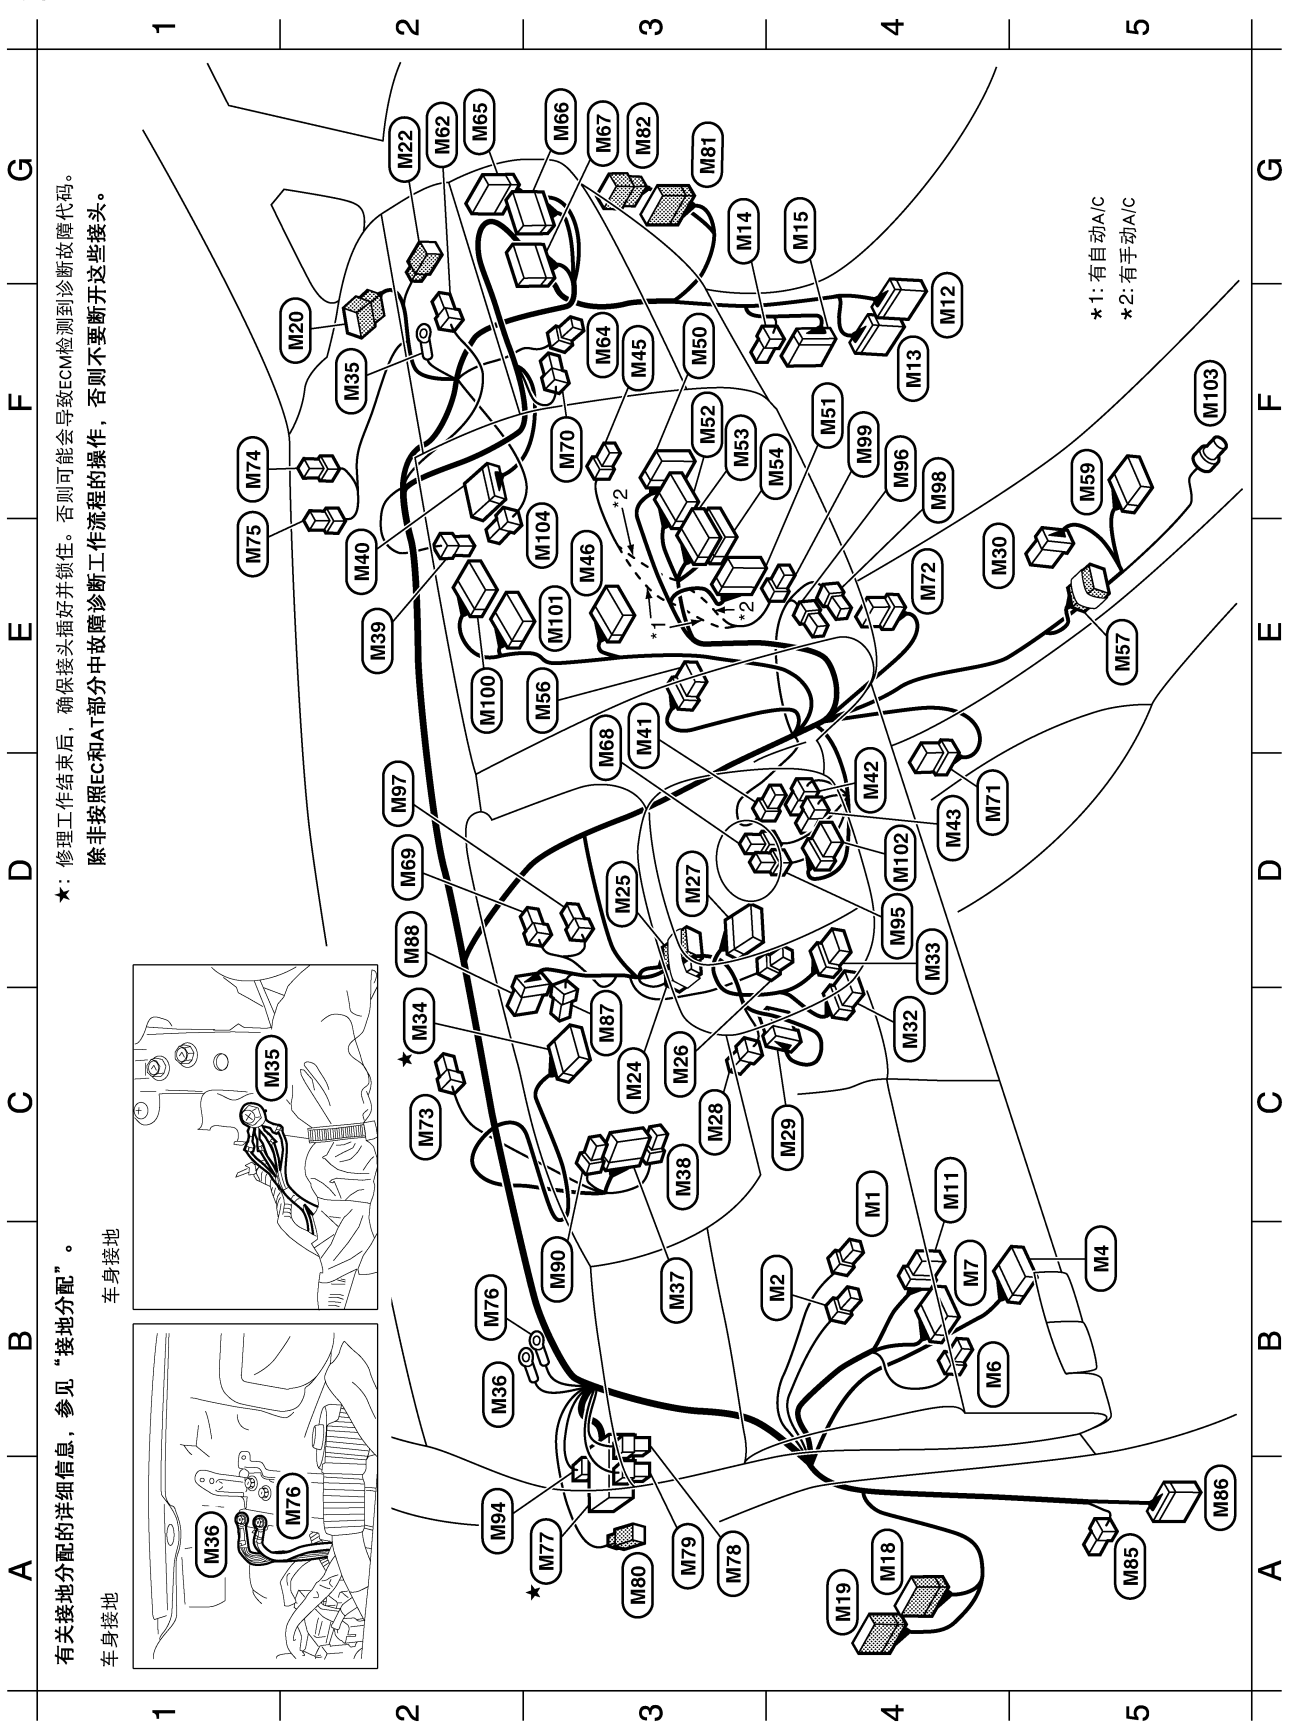 ★: 修理工作结束后，确保接头插好并锁住。否则可能会导致ECM检测到诊断故障代码。
除非按照EC和AT部分中故障诊断工作流程的操作，否则不要断开这些接头。
有关接地分配的详细信息，参见“接地分配”。
车身接地
车身接地
A
B
C
D
E
F
G
1
2
3
4
5
M36
M76
M35
M75
M74
M20
M35
M22
M62
M65
M66
M67
M82
M81
M14
M15
M12
M13
M64
M45
M50
M70
M52
M53
M54
M51
M99
M96
M98
M40
M104
M39
M46
M101
M100
M56
M72
M30
M59
M103
M57
M68
M41
M42
M43
M71
M102
M95
M97
M69
M88
M25
M27
★
M34
M87
M24
M26
M33
M32
M73
M28
M29
M38
M90
M37
M76
M36
M2
M1
M11
M7
M4
M6
M94
★
M77
M80
M79
M78
M19
M18
M85
M86
*2
*1
*2
★1: 有自动A/C
★2: 有手动A/C
A
B
C
D
E
F
G
1
2
3
4
5